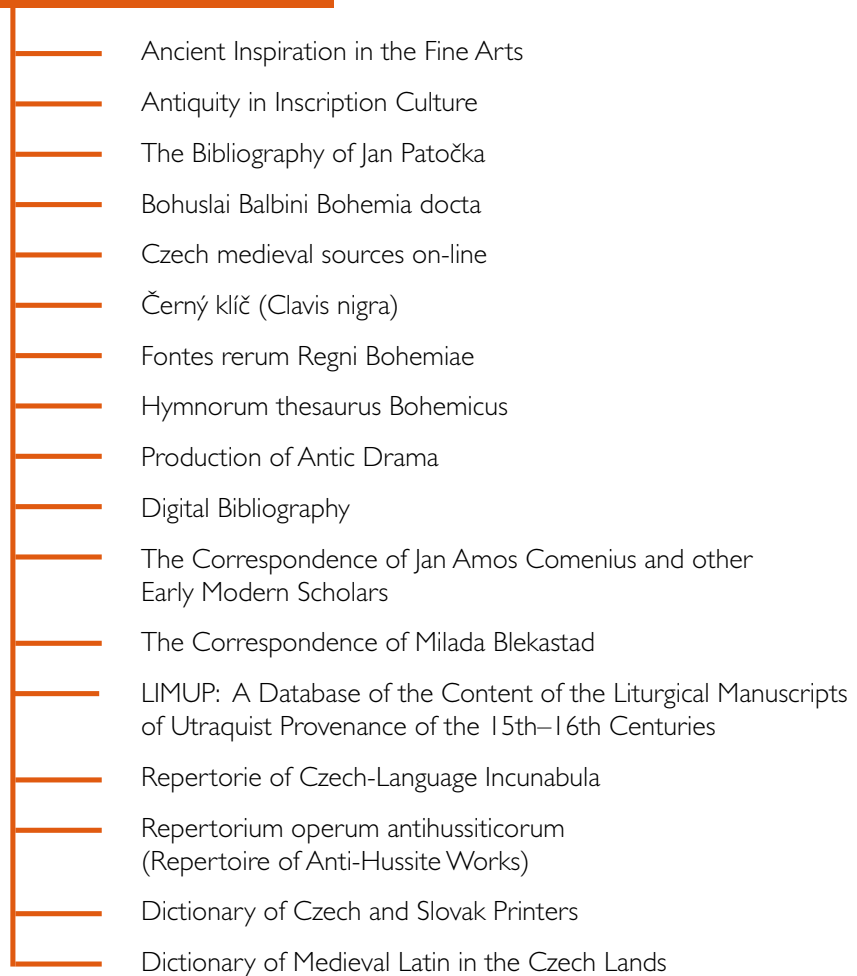 Ancient Inspiration in the Fine Arts
Antiquity in Inscription Culture
The Bibliography of Jan Patočka
Bohuslai Balbini Bohemia docta
Czech medieval sources on-line
Černý klíč (Clavis nigra)
Fontes rerum Regni Bohemiae
Hymnorum thesaurus Bohemicus
Production of Antic Drama
Digital Bibliography
The Correspondence of Jan Amos Comenius and other
Early Modern Scholars
The Correspondence of Milada Blekastad
LIMUP: A Database of the Content of the Liturgical Manuscripts
of Utraquist Provenance of the 15th–16th Centuries
Repertorie of Czech-Language Incunabula
Repertorium operum antihussiticorum
(Repertoire of Anti-Hussite Works)
Dictionary of Czech and Slovak Printers
Dictionary of Medieval Latin in the Czech Lands